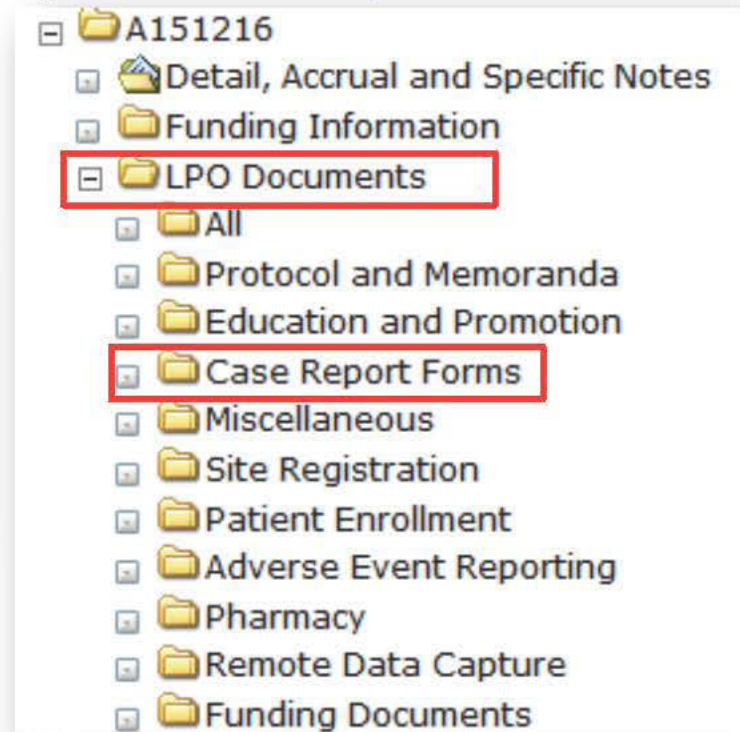 A151216
Detail, Accrual and Specific Notes
Funding Information
LPO Documents
All
Protocol and Memoranda
Education and Promotion
Case Report Forms
Miscellaneous
Site Registration
Patient Enrollment
Adverse Event Reporting
Pharmacy
Remote Data Capture
Funding Documents